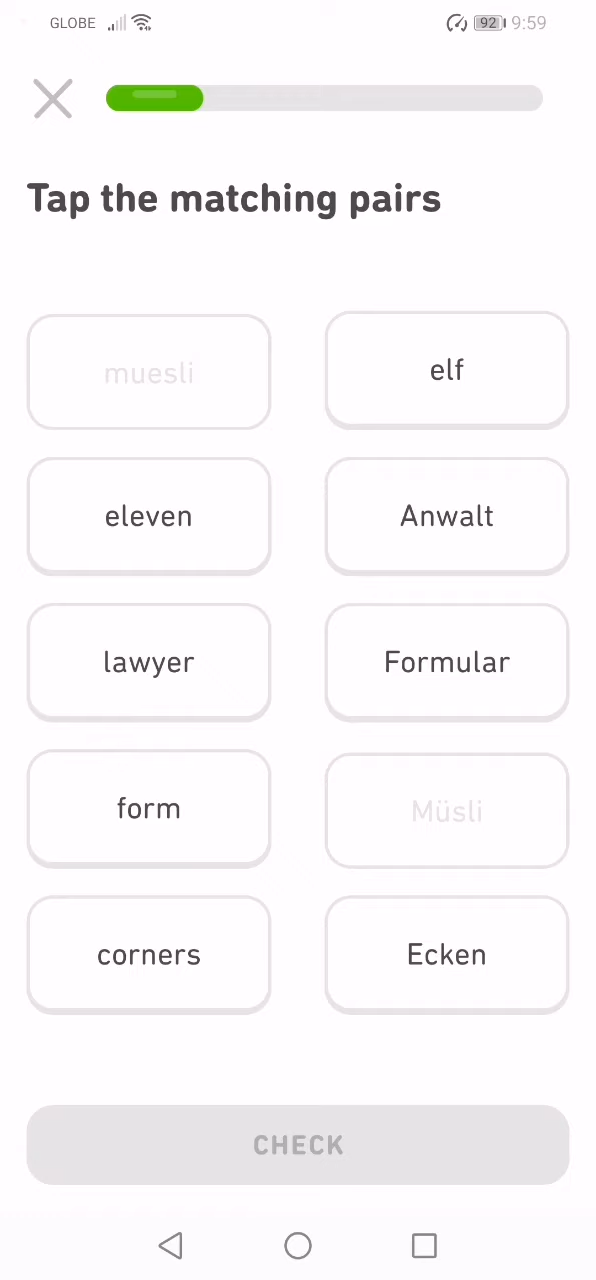 GLOBE 92 9:59
Tap the matching pairs
muesli elf
eleven Anwalt
lawyer Formular
form Müsli
corners Ecken
CHECK